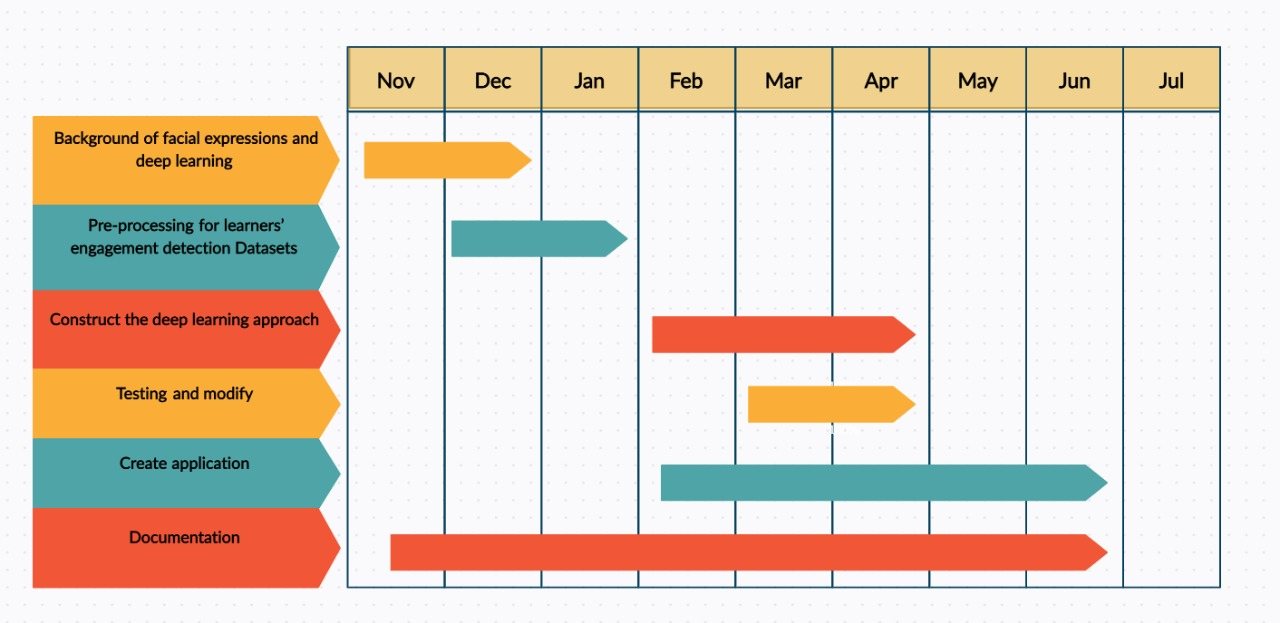 Nov Dec Jan Feb Mar Apr May Jun Jul
Background of facial expressions and
deep learning
Pre-processing for learners’
engagement detection Datasets
Construct the deep learning approach
Testing and modify
Create application
Documentation